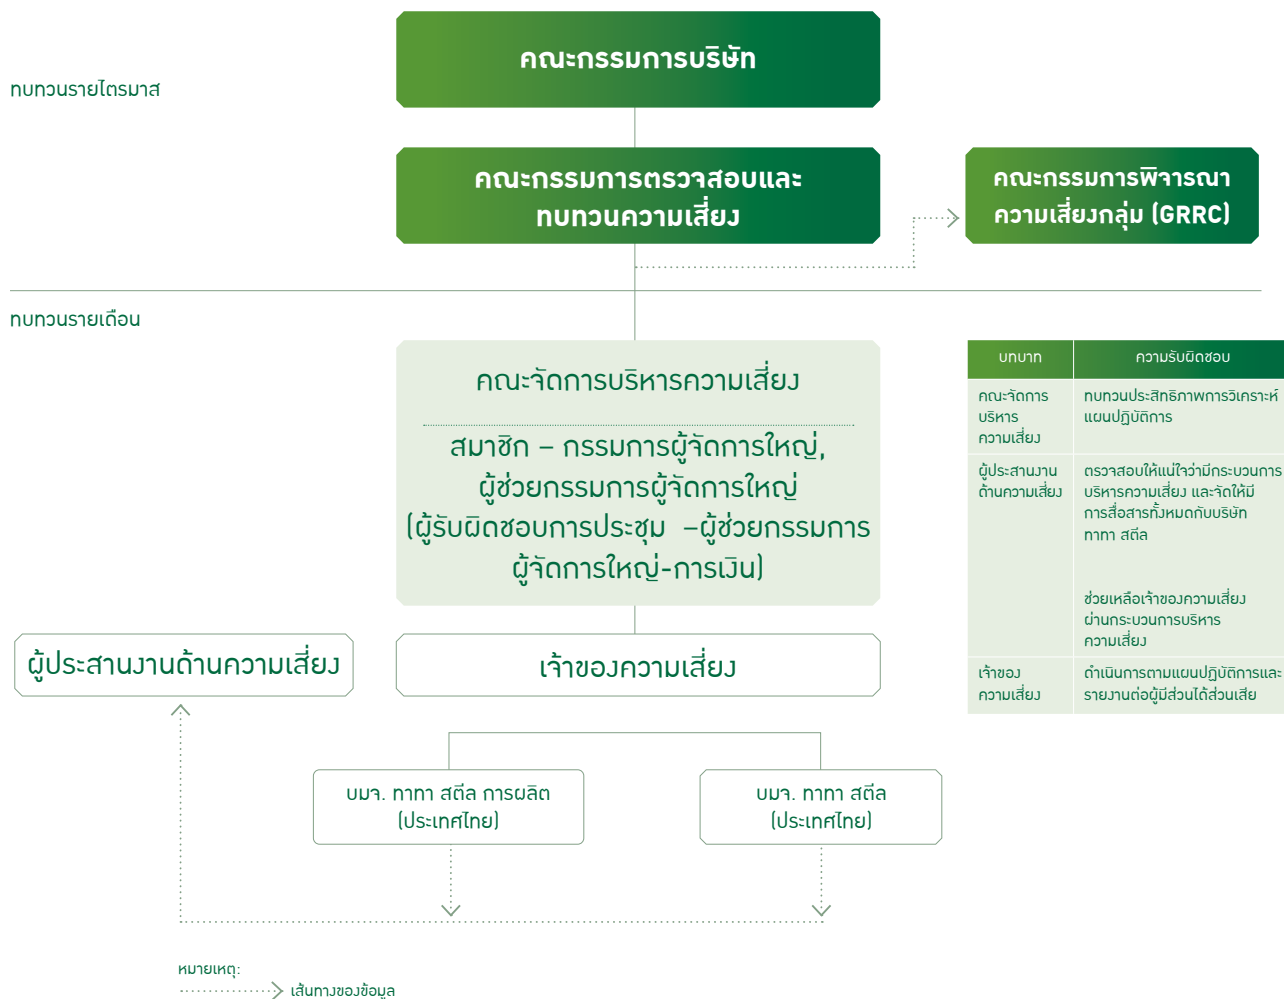 คณะกรรมการบริษัท
ทบทวนรายไตรมาส
คณะกรรมการตรวจสอบและ
ทบทวนความเสี่ยง
คณะกรรมการพิจารณา
ความเสี่ยงกลุ่ม (GRRC)
ทบทวนรายเดือน
คณะจัดการบริหารความเสี่ยง
สมาชิก – กรรมการผู้จัดการใหญ่,
ผู้ช่วยกรรมการผู้จัดการใหญ่
(ผู้รับผิดชอบการประชุม –ผู้ช่วยกรรมการ
ผู้จัดการใหญ่-การเงิน)
บทบาท
ความรับผิดชอบ
คณะจัดการ
บริหาร
ความเสี่ยง
ทบทวนประสิทธิภาพการวิเคราะห์
แผนปฏิบัติการ
ผู้ประสานงาน
ด้านความเสี่ยง
ตรวจสอบให้แน่ใจว่ามีกระบวนการ
บริหารความเสี่ยง และจัดให้มี
การสื่อสารทั้งหมดกับบริษัท
ทาทา สตีล
ช่วยเหลือเจ้าของความเสี่ยง
ผ่านกระบวนการบริหาร
ความเสี่ยง
เจ้าของ
ความเสี่ยง
ดำเนินการตามแผนปฏิบัติการและ
รายงานต่อผู้มีส่วนได้ส่วนเสีย
ผู้ประสานงานด้านความเสี่ยง
เจ้าของความเสี่ยง
บมจ. ทาทา สตีล การผลิต
(ประเทศไทย)
บมจ. ทาทา สตีล
(ประเทศไทย)
หมายเหตุ:
เส้นทางของข้อมูล